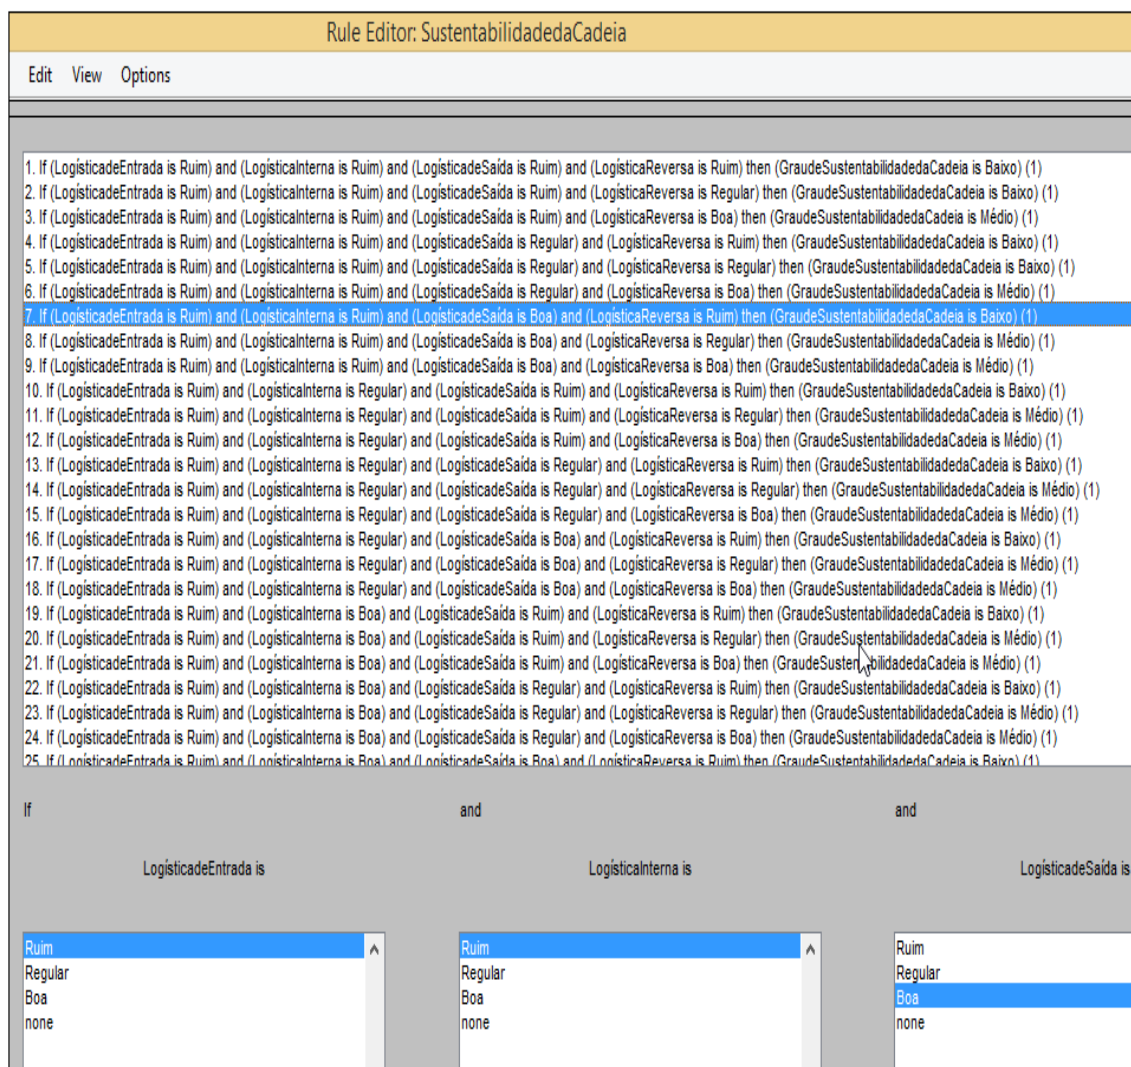 Rule Editor: SustentabilidadedaCadeia
Edit View Options
1. If (LogísticadeEntrada is Ruim) and (LogísticaInterna is Ruim) and (LogísticadeSaída is Ruim) and (LogísticaReversa is Ruim) then (GraudeSustentabilidadedaCadeia is Baixo) (1)
2. If (LogísticadeEntrada is Ruim) and (LogísticaInterna is Ruim) and (LogísticadeSaída is Ruim) and (LogísticaReversa is Regular) then (GraudeSustentabilidadedaCadeia is Baixo) (1)
3. If (LogísticadeEntrada is Ruim) and (LogísticaInterna is Ruim) and (LogísticadeSaída is Ruim) and (LogísticaReversa is Boa) then (GraudeSustentabilidadedaCadeia is Médio) (1)
4. If (LogísticadeEntrada is Ruim) and (LogísticaInterna is Ruim) and (LogísticadeSaída is Regular) and (LogísticaReversa is Ruim) then (GraudeSustentabilidadedaCadeia is Baixo) (1)
5. If (LogísticadeEntrada is Ruim) and (LogísticaInterna is Ruim) and (LogísticadeSaída is Regular) and (LogísticaReversa is Regular) then (GraudeSustentabilidadedaCadeia is Baixo) (1)
6. If (LogísticadeEntrada is Ruim) and (LogísticaInterna is Ruim) and (LogísticadeSaída is Regular) and (LogísticaReversa is Boa) then (GraudeSustentabilidadedaCadeia is Médio) (1)
7. If (LogísticadeEntrada is Ruim) and (LogísticaInterna is Ruim) and (LogísticadeSaída is Boa) and (LogísticaReversa is Ruim) then (GraudeSustentabilidadedaCadeia is Baixo) (1)
8. If (LogísticadeEntrada is Ruim) and (LogísticaInterna is Ruim) and (LogísticadeSaída is Boa) and (LogísticaReversa is Regular) then (GraudeSustentabilidadedaCadeia is Médio) (1)
9. If (LogísticadeEntrada is Ruim) and (LogísticaInterna is Ruim) and (LogísticadeSaída is Boa) and (LogísticaReversa is Boa) then (GraudeSustentabilidadedaCadeia is Médio) (1)
10. If (LogísticadeEntrada is Ruim) and (LogísticaInterna is Regular) and (LogísticadeSaída is Ruim) and (LogísticaReversa is Ruim) then (GraudeSustentabilidadedaCadeia is Baixo) (1)
11. If (LogísticadeEntrada is Ruim) and (LogísticaInterna is Regular) and (LogísticadeSaída is Ruim) and (LogísticaReversa is Regular) then (GraudeSustentabilidadedaCadeia is Médio) (1)
12. If (LogísticadeEntrada is Ruim) and (LogísticaInterna is Regular) and (LogísticadeSaída is Ruim) and (LogísticaReversa is Boa) then (GraudeSustentabilidadedaCadeia is Médio) (1)
13. If (LogísticadeEntrada is Ruim) and (LogísticaInterna is Regular) and (LogísticadeSaída is Regular) and (LogísticaReversa is Ruim) then (GraudeSustentabilidadedaCadeia is Baixo) (1)
14. If (LogísticadeEntrada is Ruim) and (LogísticaInterna is Regular) and (LogísticadeSaída is Regular) and (LogísticaReversa is Regular) then (GraudeSustentabilidadedaCadeia is Médio) (1)
15. If (LogísticadeEntrada is Ruim) and (LogísticaInterna is Regular) and (LogísticadeSaída is Regular) and (LogísticaReversa is Boa) then (GraudeSustentabilidadedaCadeia is Médio) (1)
16. If (LogísticadeEntrada is Ruim) and (LogísticaInterna is Regular) and (LogísticadeSaída is Boa) and (LogísticaReversa is Ruim) then (GraudeSustentabilidadedaCadeia is Baixo) (1)
17. If (LogísticadeEntrada is Ruim) and (LogísticaInterna is Regular) and (LogísticadeSaída is Boa) and (LogísticaReversa is Regular) then (GraudeSustentabilidadedaCadeia is Médio) (1)
18. If (LogísticadeEntrada is Ruim) and (LogísticaInterna is Regular) and (LogísticadeSaída is Boa) and (LogísticaReversa is Boa) then (GraudeSustentabilidadedaCadeia is Médio) (1)
19. If (LogísticadeEntrada is Ruim) and (LogísticaInterna is Boa) and (LogísticadeSaída is Ruim) and (LogísticaReversa is Ruim) then (GraudeSustentabilidadedaCadeia is Baixo) (1)
20. If (LogísticadeEntrada is Ruim) and (LogísticaInterna is Boa) and (LogísticadeSaída is Ruim) and (LogísticaReversa is Regular) then (GraudeSustentabilidadedaCadeia is Médio) (1)
21. If (LogísticadeEntrada is Ruim) and (LogísticaInterna is Boa) and (LogísticadeSaída is Ruim) and (LogísticaReversa is Boa) then (GraudeSustentabilidadedaCadeia is Médio) (1)
22. If (LogísticadeEntrada is Ruim) and (LogísticaInterna is Boa) and (LogísticadeSaída is Regular) and (LogísticaReversa is Ruim) then (GraudeSustentabilidadedaCadeia is Baixo) (1)
23. If (LogísticadeEntrada is Ruim) and (LogísticaInterna is Boa) and (LogísticadeSaída is Regular) and (LogísticaReversa is Regular) then (GraudeSustentabilidadedaCadeia is Médio) (1)
24. If (LogísticadeEntrada is Ruim) and (LogísticaInterna is Boa) and (LogísticadeSaída is Regular) and (LogísticaReversa is Boa) then (GraudeSustentabilidadedaCadeia is Médio) (1)
25. If (LogísticadeEntrada is Ruim) and (LogísticaInterna is Boa) and (LogísticadeSaída is Boa) and (LogísticaReversa is Ruim) then (GraudeSustentabilidadedaCadeia is Baixo) (1)
If and and
LogísticadeEntrada is LogísticaInterna is LogísticadeSaída is
Ruim Ruim Ruim
Regular Regular Regular
Boa Boa Boa
none none none